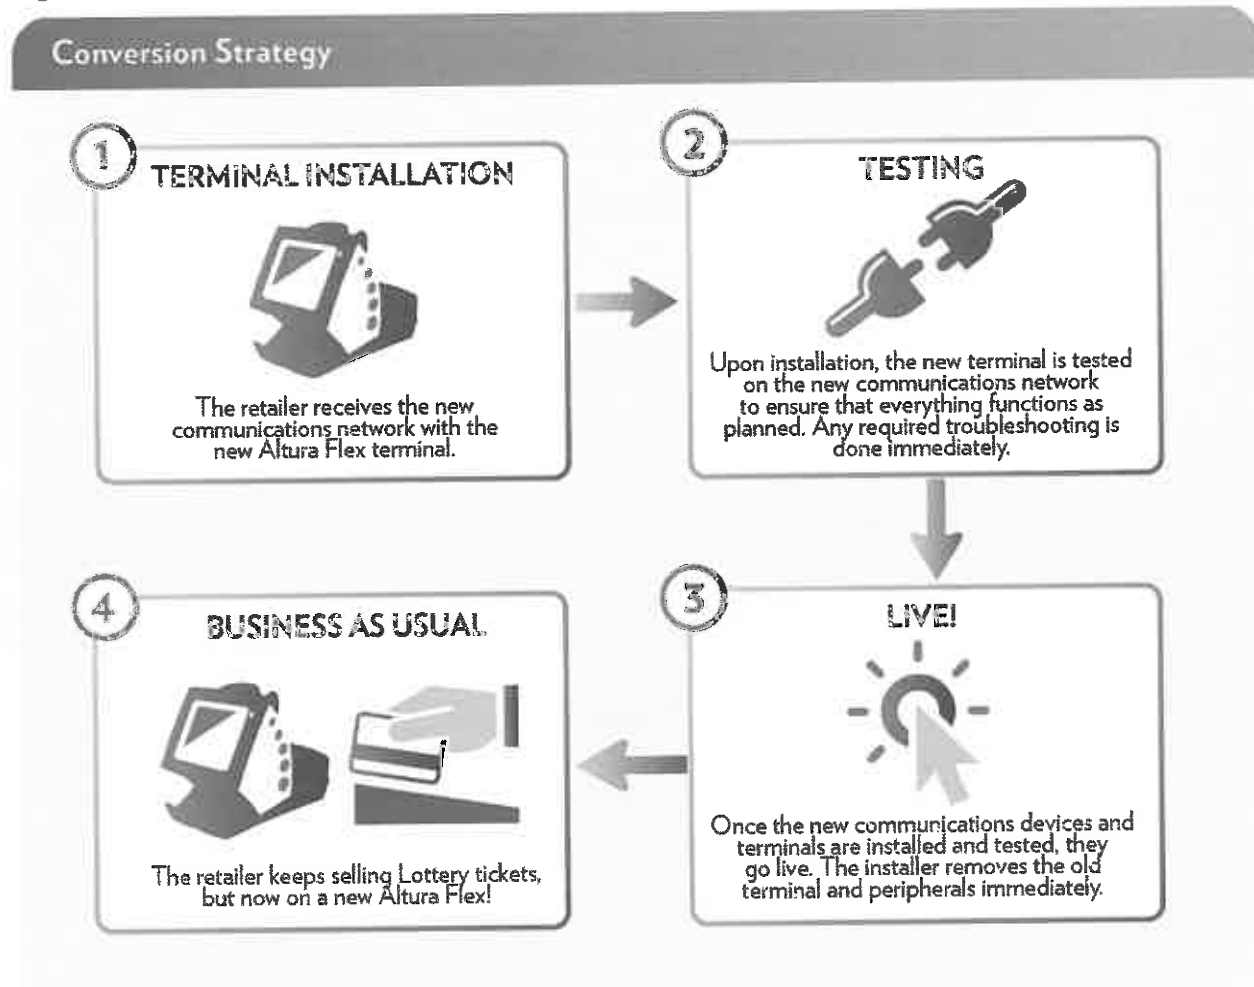 Conversion Strategy
1
TERMINAL INSTALLATION
The retailer receives the new
communications network with the
new Altura Flex terminal.
2
TESTING
Upon installation, the new terminal is tested
on the new communications network
to ensure that everything functions as
planned. Any required troubleshooting is
done immediately.
3
LIVE!
Once the new communications devices and
terminals are installed and tested, they
go live. The installer removes the old
terminal and peripherals immediately.
4
BUSINESS AS USUAL
The retailer keeps selling Lottery tickets,
but now on a new Altura Flex!